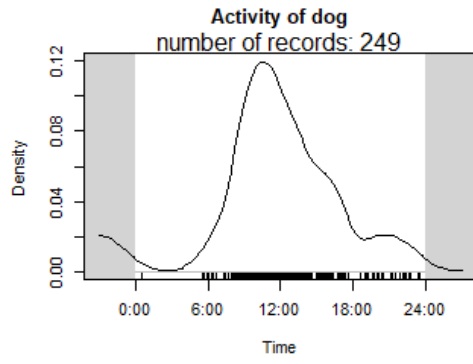 Activity of dog
number of records: 249
0.12
0.08
0.04
0.00
Density
0:00 6:00 12:00 18:00 24:00
Time